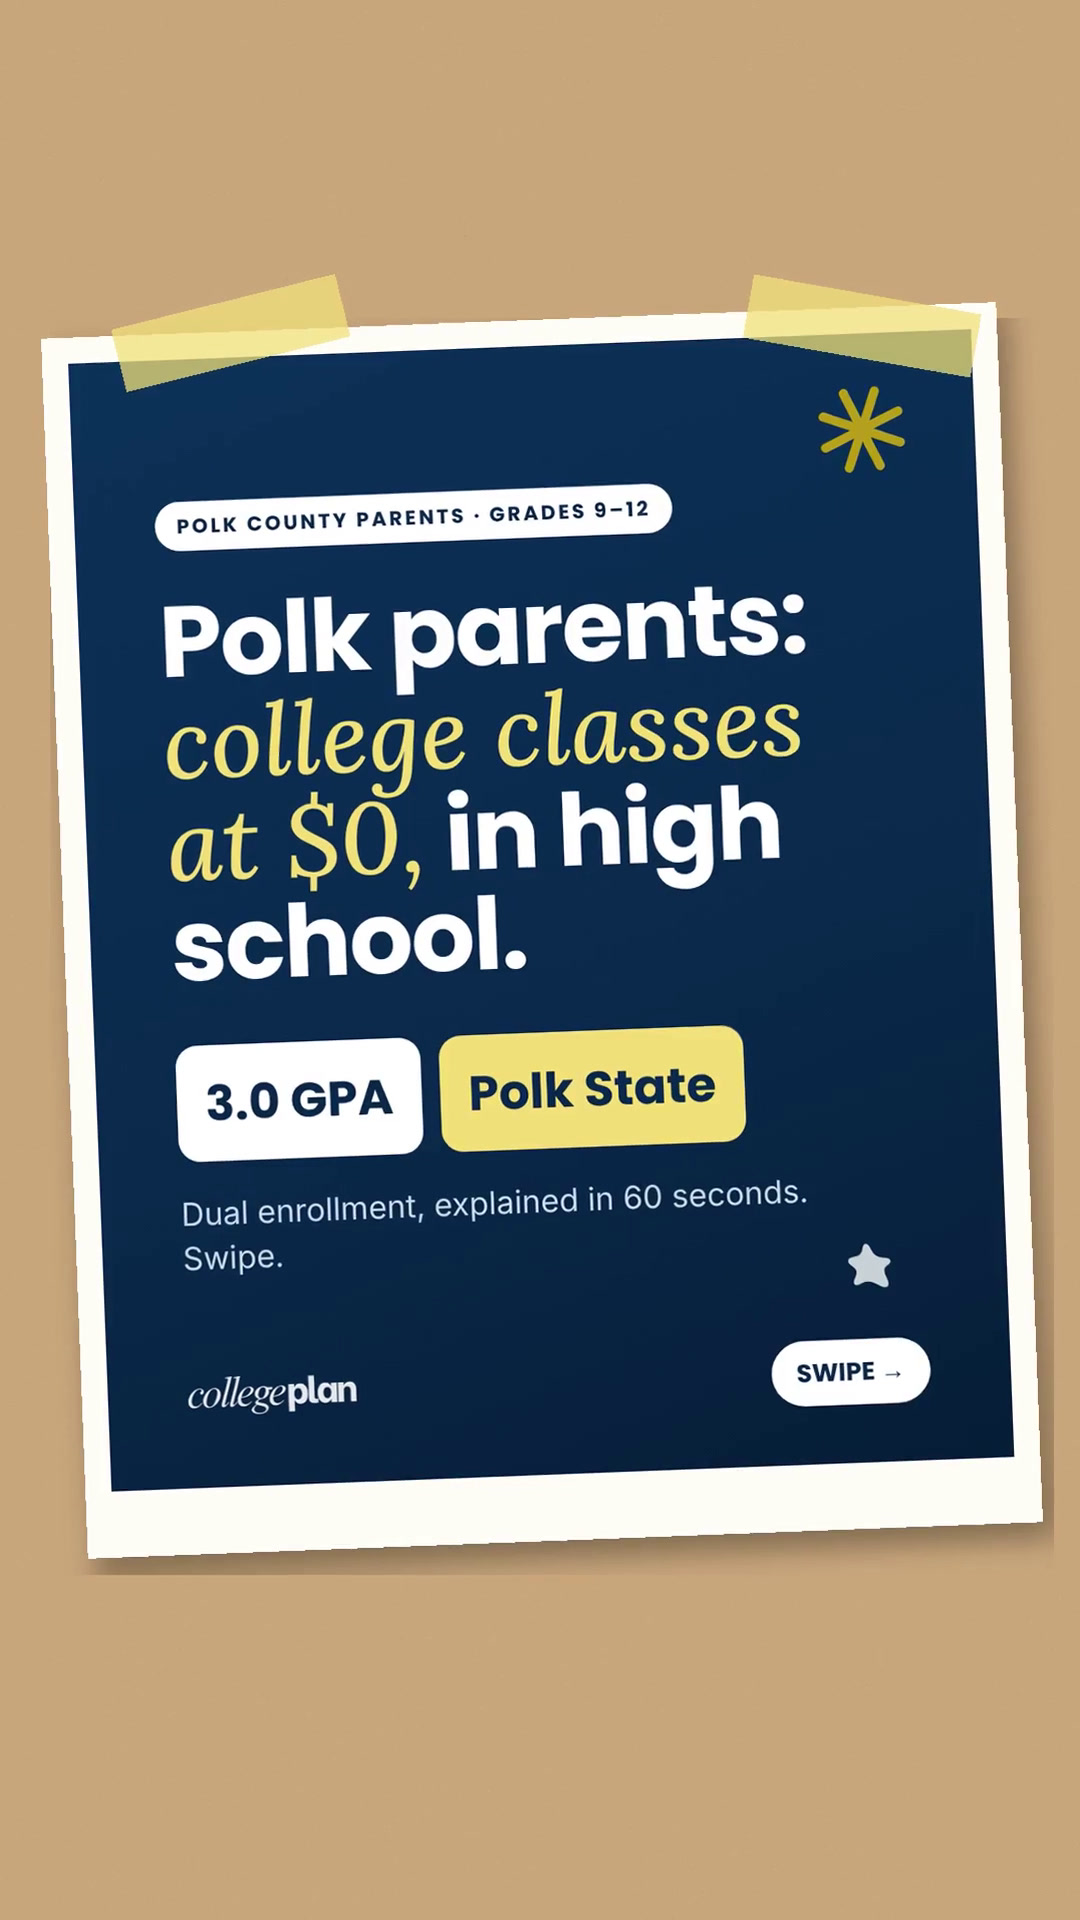 POLK COUNTY PARENTS · GRADES 9–12
Polk parents:
college classes
at $0, in high
school.
3.0 GPA
Polk State
Dual enrollment, explained in 60 seconds.
Swipe.
collegeplan
SWIPE →